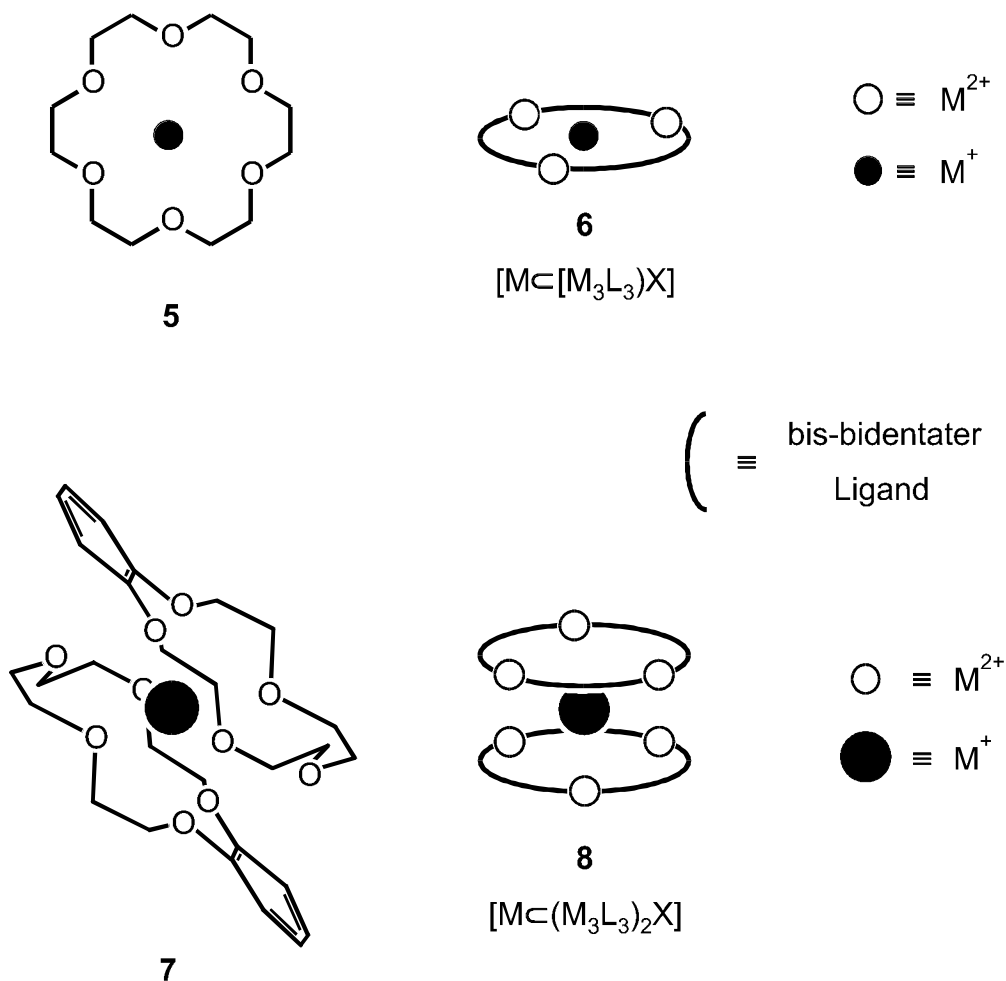 O
O
O
O
O
O
5
6
[M⊂[M₃L₃)X]
≡ M²⁺
≡ M⁺
≡ bis-bidentater
Ligand
O
O
O
O
O
O
O
O
O
O
O
O
7
8
[M⊂(M₃L₃)₂X]
≡ M²⁺
≡ M⁺